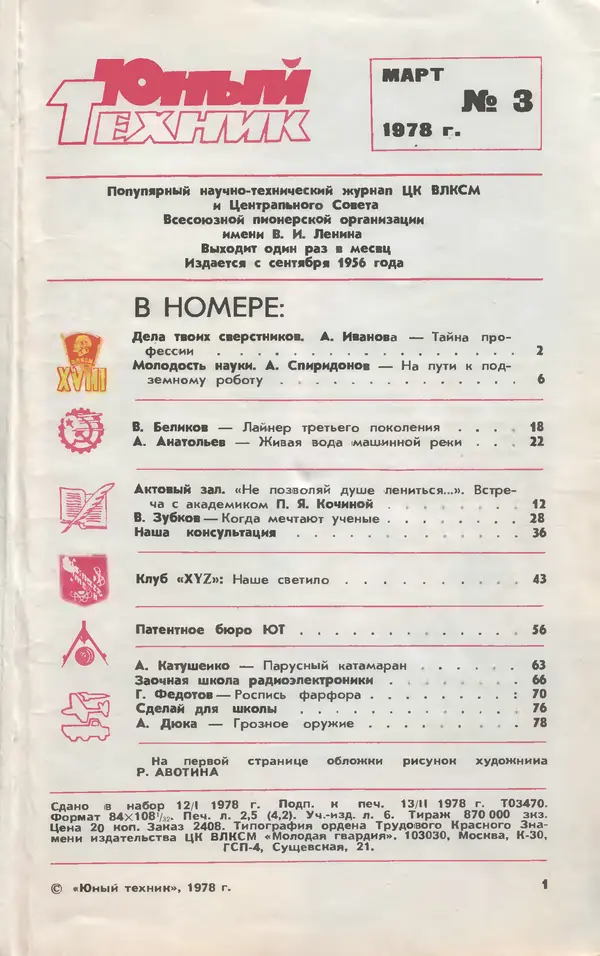 Юный
Техник
МАРТ
№ 3
1978 г.
Популярный научно-технический журнал ЦК ВЛКСМ
и Центрального Совета
Всесоюзной пионерской организации
имени В. И. Ленина
Выходит один раз в месяц
Издается с сентября 1956 года
В НОМЕРЕ:
Дела твоих сверстников. А. Иванова — Тайна про-
фессии . . . . . . . . . . . . . . . . 2
Молодость науки. А. Спиридонов — На пути к под-
земному роботу . . . . . . . . . . . . . 6
ВЛКСМ
XVIII
В. Беликов — Лайнер третьего поколения . . . . 18
А. Анатольев — Живая вода машинной реки . . . 22
Актовый зал. «Не позволяй душе лениться...». Встре-
ча с академиком П. Я. Кочиной . . . . . . . . 12
В. Зубков — Когда мечтают ученые . . . . . . . 28
Наша консультация . . . . . . . . . . . . 36
Клуб «XYZ»: Наше светило . . . . . . . . . . 43
Патентное бюро ЮТ . . . . . . . . . . . . 56
А. Катушенко — Парусный катамаран . . . . . 63
Заочная школа радиоэлектроники . . . . . . . 66
Г. Федотов — Роспись фарфора . . . . . . . . : 70
Сделай для школы . . . . . . . . . . . . 76
А. Дюка — Грозное оружие . . . . . . . . . 78
На первой странице обложки рисунок художника
Р. АВОТИНА
Сдано в набор 12/I 1978 г. Подп. к печ. 13/II 1978 г. Т03470.
Формат 84×108¹/₃₂. Печ. л. 2,5 (4,2). Уч.-изд. л. 6. Тираж 870 000 экз.
Цена 20 коп. Заказ 2408. Типография ордена Трудового Красного Зна-
мени издательства ЦК ВЛКСМ «Молодая гвардия». 103030, Москва, К-30,
ГСП-4, Сущевская, 21.
© «Юный техник», 1978 г.
1